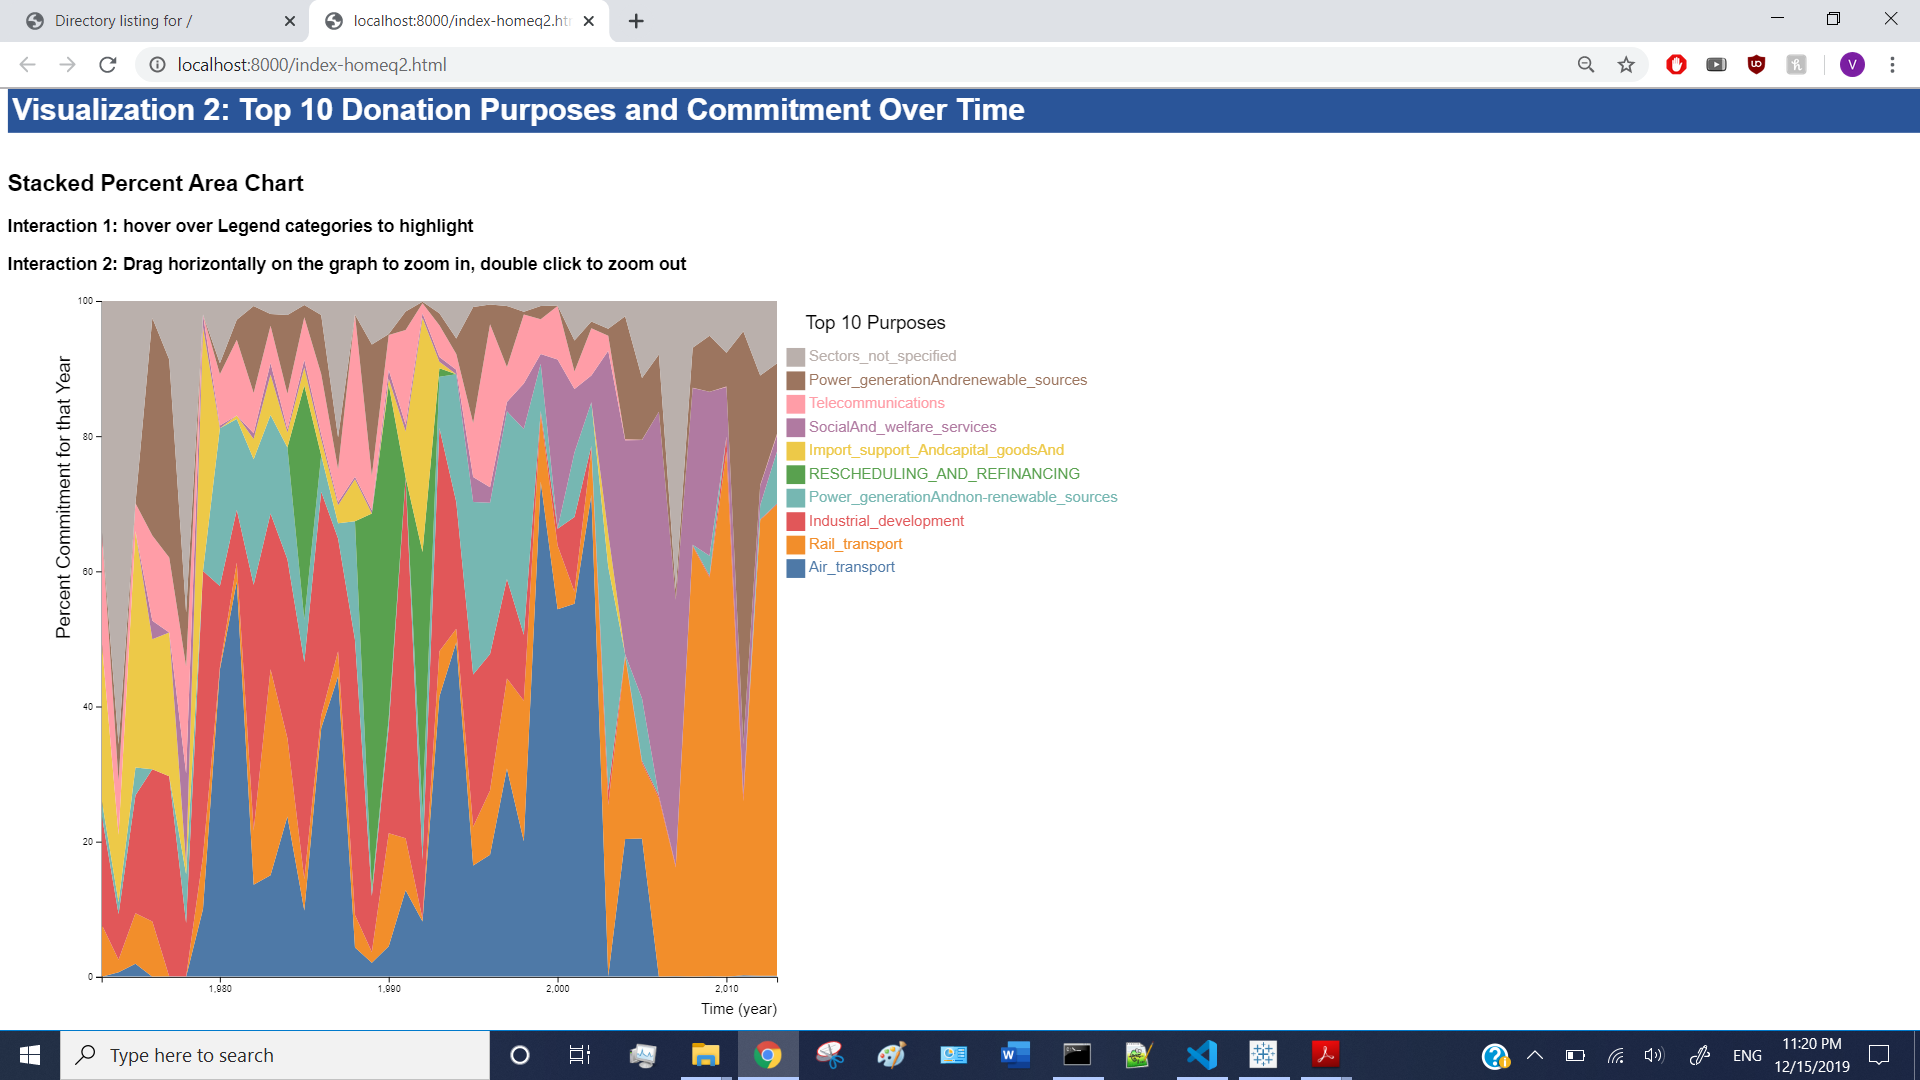 Directory listing for /
localhost:8000/index-homeq2.ht
localhost:8000/index-homeq2.html
V
Visualization 2: Top 10 Donation Purposes and Commitment Over Time
Stacked Percent Area Chart
Interaction 1: hover over Legend categories to highlight
Interaction 2: Drag horizontally on the graph to zoom in, double click to zoom out
Percent Commitment for that Year
100
80
60
40
20
0
1,980
1,990
2,000
2,010
Time (year)
Top 10 Purposes
Sectors_not_specified
Power_generationAndrenewable_sources
Telecommunications
SocialAnd_welfare_services
Import_support_Andcapital_goodsAnd
RESCHEDULING_AND_REFINANCING
Power_generationAndnon-renewable_sources
Industrial_development
Rail_transport
Air_transport
Type here to search
ENG
11:20 PM
12/15/2019